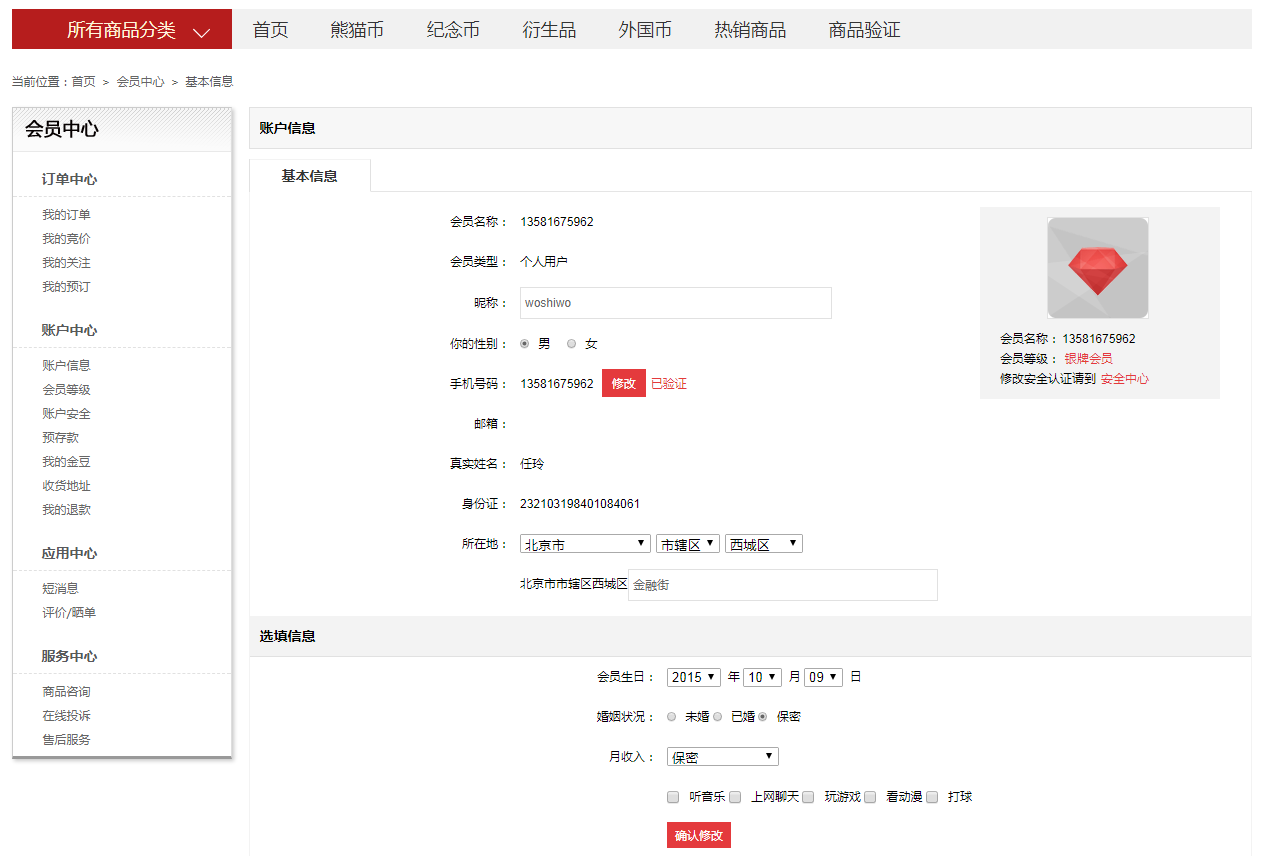 所有商品分类 首页 熊猫币 纪念币 衍生品 外国币 热销商品 商品验证
当前位置：首页 > 会员中心 > 基本信息
会员中心
订单中心
我的订单
我的竞价
我的关注
我的预订
账户中心
账户信息
会员等级
账户安全
预存款
我的金豆
收货地址
我的退款
应用中心
短消息
评价/晒单
服务中心
商品咨询
在线投诉
售后服务
账户信息
基本信息
会员名称： 13581675962
会员类型： 个人用户
昵称： woshiwo
你的性别： 男 女
手机号码： 13581675962 修改 已验证
邮箱：
真实姓名： 任玲
身份证： 232103198401084061
所在地： 北京市 市辖区 西城区
北京市市辖区西城区 金融街
会员名称： 13581675962
会员等级： 银牌会员
修改安全认证请到 安全中心
选填信息
会员生日： 2015 年 10 月 09 日
婚姻状况： 未婚 已婚 保密
月收入： 保密
听音乐 上网聊天 玩游戏 看动漫 打球
确认修改